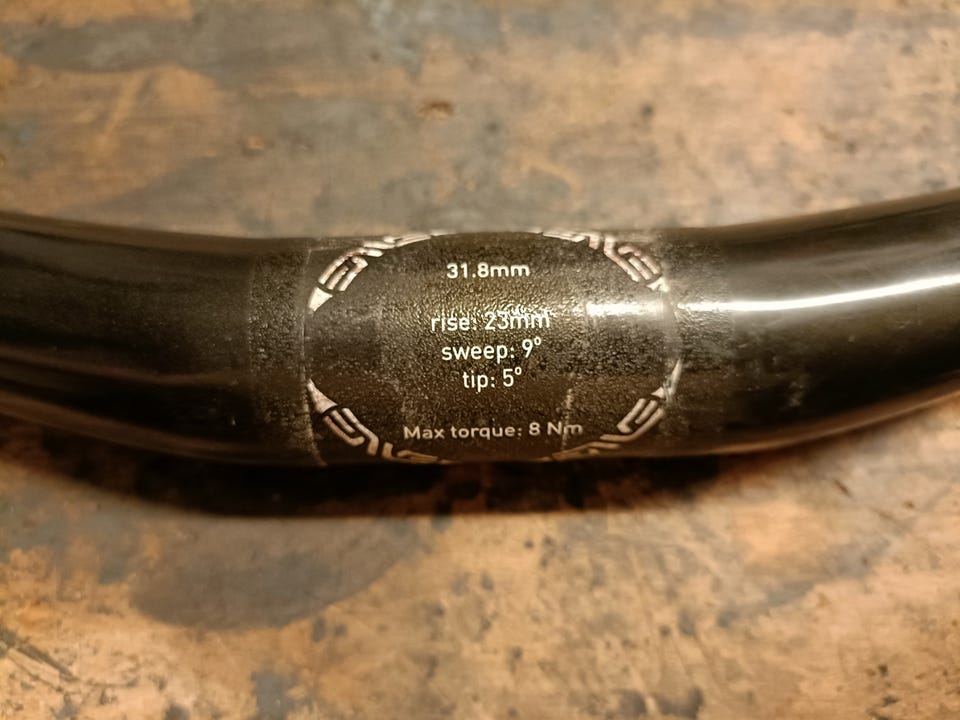 31.8mm
rise: 23mm
sweep: 9°
tip: 5°
Max torque: 8 Nm